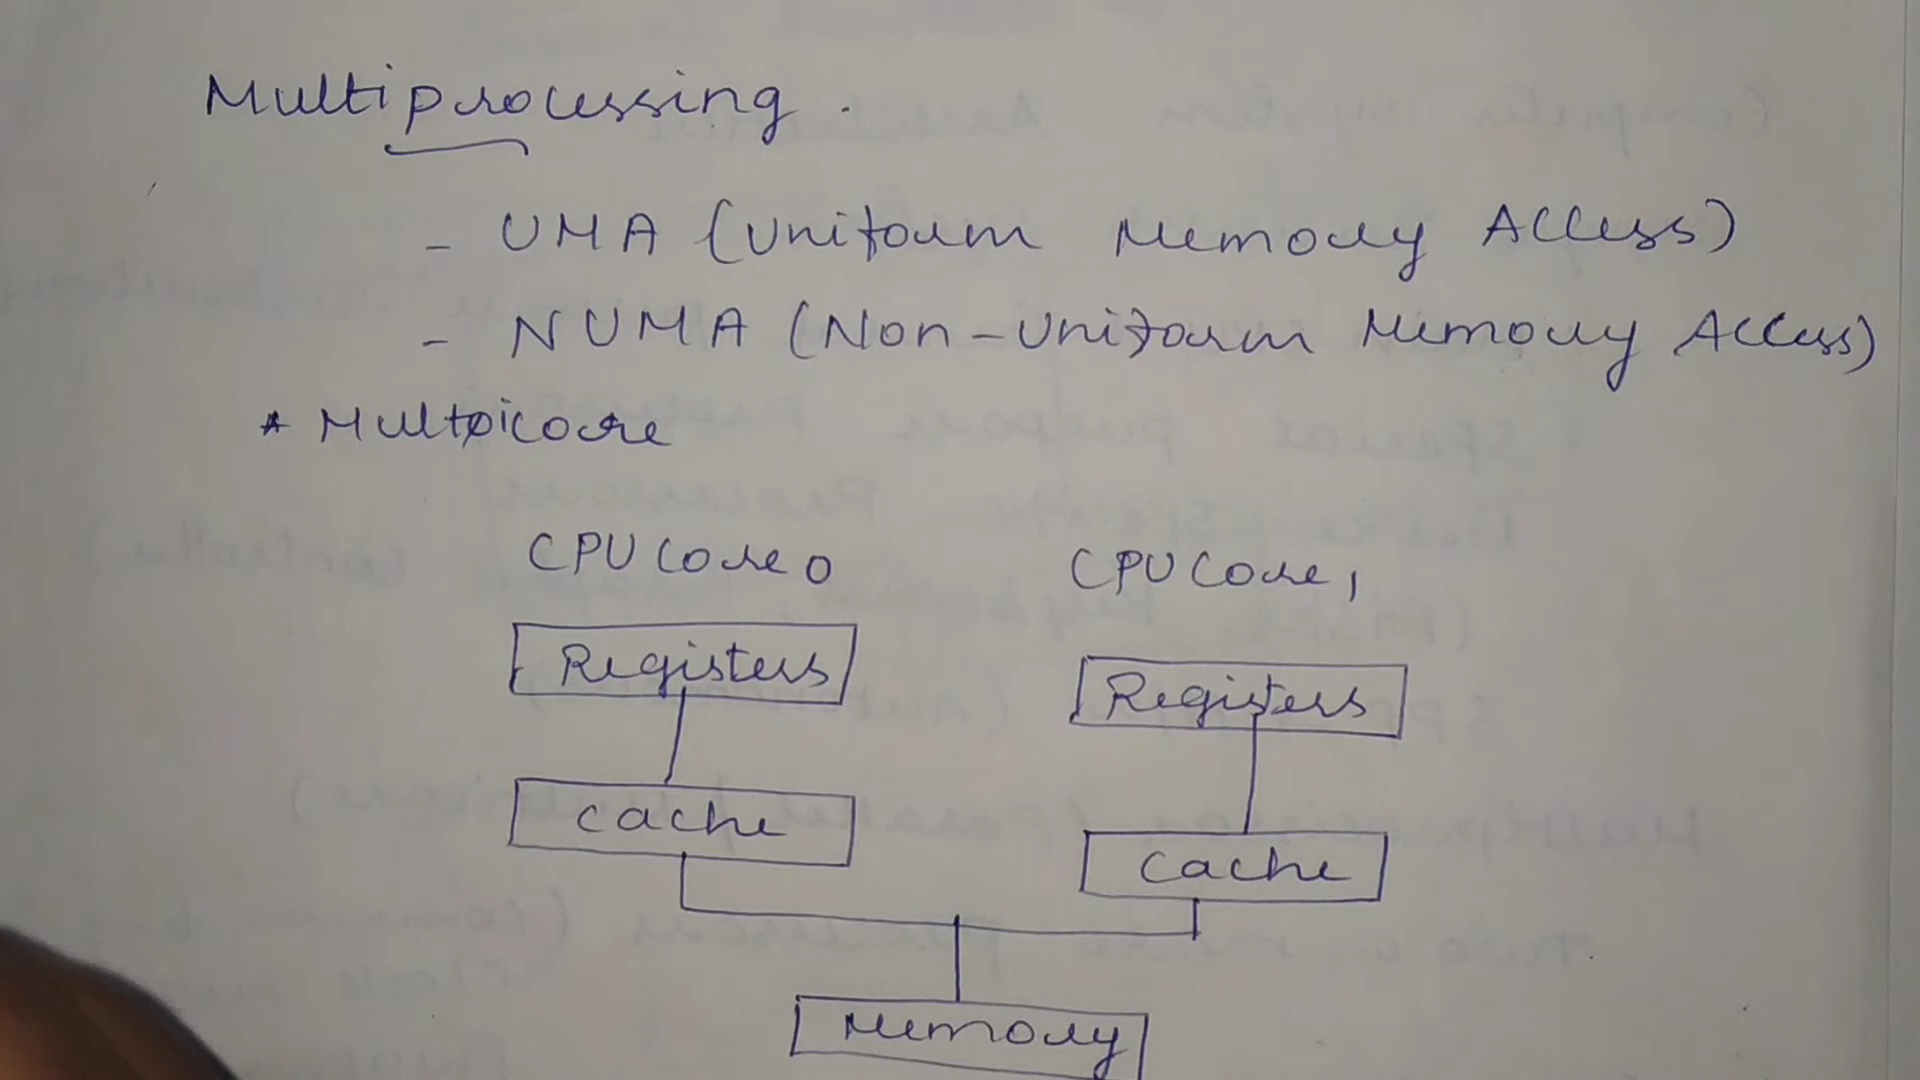 Multiprocessing.
- UMA (Uniform Memory Access)
- NUMA (Non-Uniform Memory Access)
* Multicore
CPU Core 0
CPU Core 1
Registers
Registers
Cache
Cache
Memory